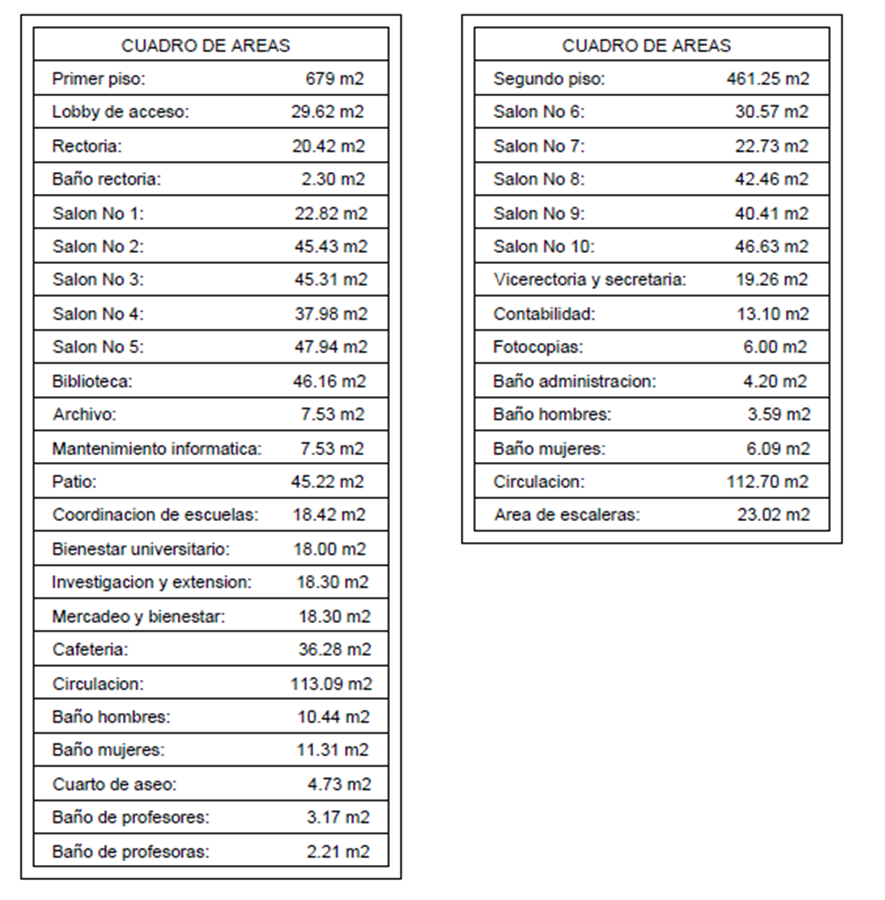 CUADRO DE AREAS
Primer piso: 679 m2
Lobby de acceso: 29.62 m2
Rectoria: 20.42 m2
Baño rectoria: 2.30 m2
Salon No 1: 22.82 m2
Salon No 2: 45.43 m2
Salon No 3: 45.31 m2
Salon No 4: 37.98 m2
Salon No 5: 47.94 m2
Biblioteca: 46.16 m2
Archivo: 7.53 m2
Mantenimiento informatica: 7.53 m2
Patio: 45.22 m2
Coordinacion de escuelas: 18.42 m2
Bienestar universitario: 18.00 m2
Investigacion y extension: 18.30 m2
Mercadeo y bienestar: 18.30 m2
Cafeteria: 36.28 m2
Circulacion: 113.09 m2
Baño hombres: 10.44 m2
Baño mujeres: 11.31 m2
Cuarto de aseo: 4.73 m2
Baño de profesores: 3.17 m2
Baño de profesoras: 2.21 m2
CUADRO DE AREAS
Segundo piso: 461.25 m2
Salon No 6: 30.57 m2
Salon No 7: 22.73 m2
Salon No 8: 42.46 m2
Salon No 9: 40.41 m2
Salon No 10: 46.63 m2
Vicerectoria y secretaria: 19.26 m2
Contabilidad: 13.10 m2
Fotocopias: 6.00 m2
Baño administracion: 4.20 m2
Baño hombres: 3.59 m2
Baño mujeres: 6.09 m2
Circulacion: 112.70 m2
Area de escaleras: 23.02 m2